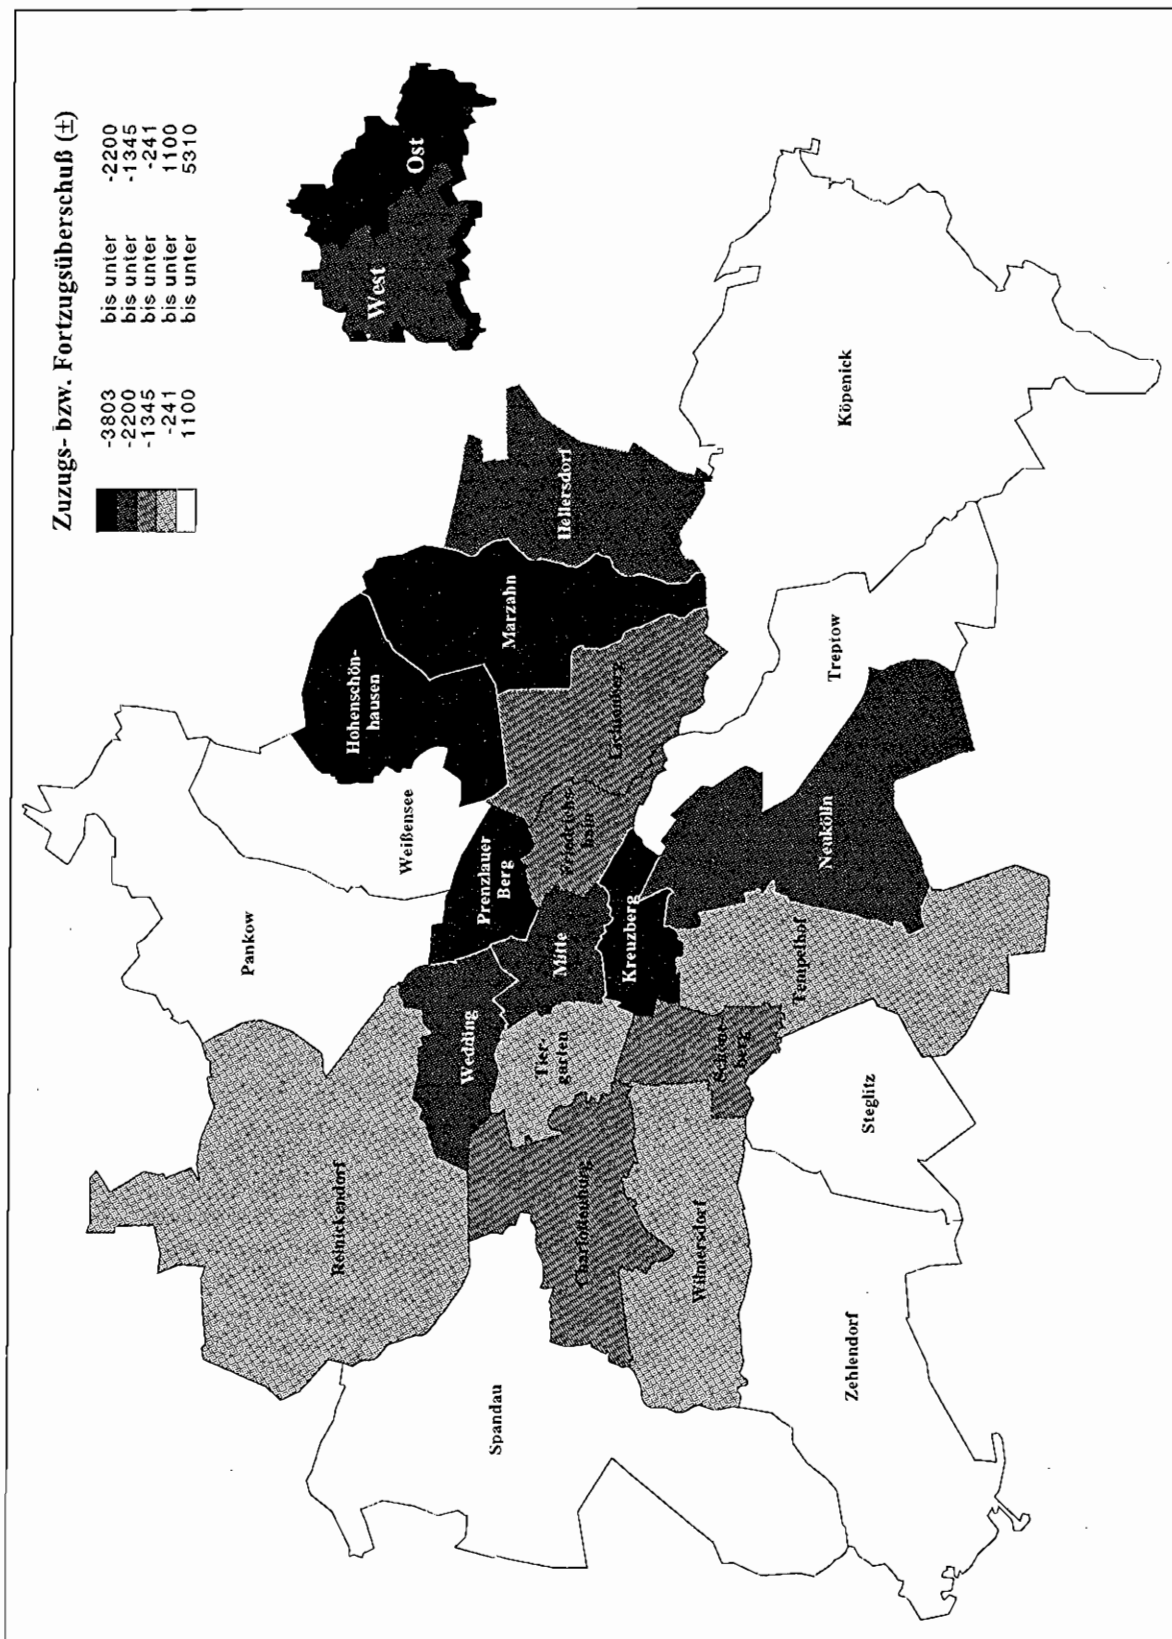 Zuzugs- bzw. Fortzugsüberschuß (±)
-3803 bis unter -2200
-2200 bis unter -1345
-1345 bis unter -241
-241 bis unter 1100
1100 bis unter 5310
West
Ost
Pankow
Reinickendorf
Weißensee
Hohenschön-
hausen
Wedding
Prenzlauer
Berg
Marzahn
Spandau
Charlottenburg
Tier-
garten
Mitte
Friedrichs-
hain
Lichtenberg
Hellersdorf
Kreuzberg
Wilmersdorf
Schöne-
berg
Tempelhof
Neukölln
Treptow
Köpenick
Zehlendorf
Steglitz